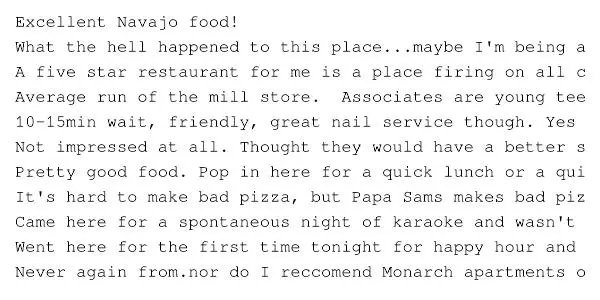 Excellent Navajo food!
What the hell happened to this place...maybe I'm being a
A five star restaurant for me is a place firing on all c
Average run of the mill store.  Associates are young tee
10-15min wait, friendly, great nail service though. Yes
Not impressed at all. Thought they would have a better s
Pretty good food. Pop in here for a quick lunch or a qui
It's hard to make bad pizza, but Papa Sams makes bad piz
Came here for a spontaneous night of karaoke and wasn't
Went here for the first time tonight for happy hour and
Never again from.nor do I reccomend Monarch apartments o